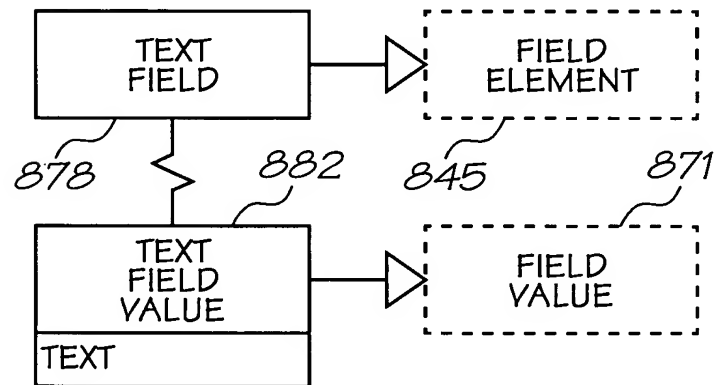 TEXT
FIELD
FIELD
ELEMENT
878
882
845
871
TEXT
FIELD
VALUE
FIELD
VALUE
TEXT